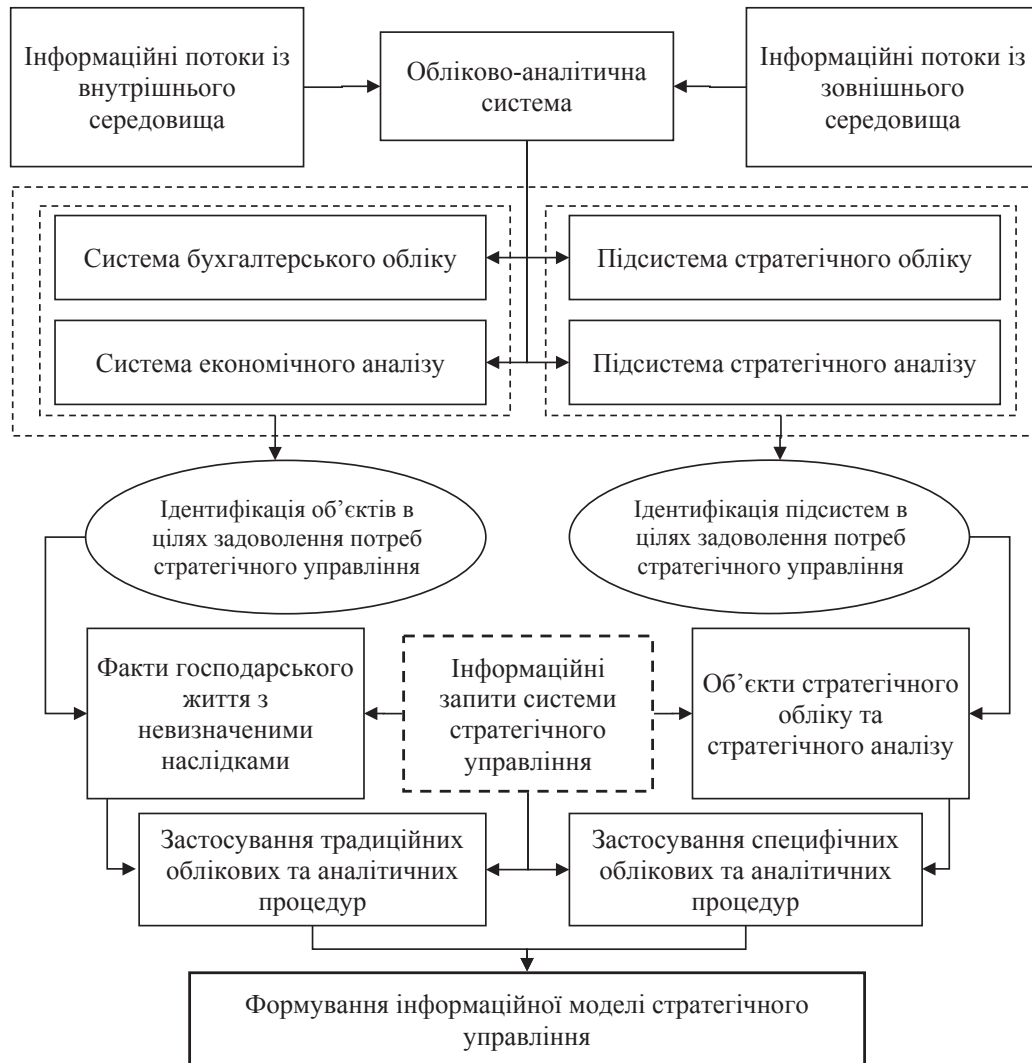 Інформаційні потоки із
внутрішнього
середовища
Обліково-аналітична
система
Інформаційні потоки із
зовнішнього
середовища
Система бухгалтерського обліку
Підсистема стратегічного обліку
Система економічного аналізу
Підсистема стратегічного аналізу
Ідентифікація об’єктів в
цілях задоволення потреб
стратегічного управління
Ідентифікація підсистем в
цілях задоволення потреб
стратегічного управління
Факти господарського
життя з
невизначеними
наслідками
Інформаційні
запити системи
стратегічного
управління
Об’єкти стратегічного
обліку та
стратегічного аналізу
Застосування традиційних
облікових та аналітичних
процедур
Застосування специфічних
облікових та аналітичних
процедур
Формування інформаційної моделі стратегічного
управління